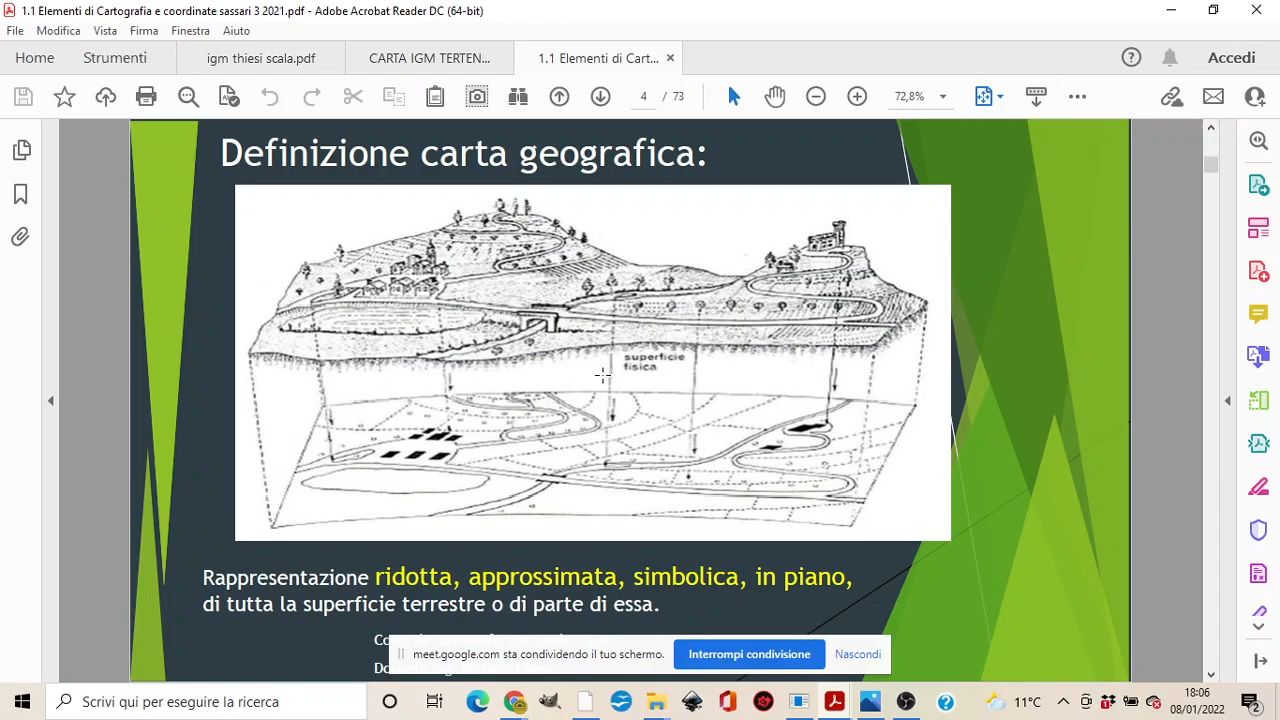 1.1 Elementi di Cartografia e coordinate sassari 3 2021.pdf - Adobe Acrobat Reader DC (64-bit)
File Modifica Vista Firma Finestra Aiuto
Home Strumenti igm thiesi scala.pdf CARTA IGM TERTEN... 1.1 Elementi di Cart... Accedi
4 / 73 72,8%
Definizione carta geografica:
superficie
fisica
Rappresentazione ridotta, approssimata, simbolica, in piano,
di tutta la superficie terrestre o di parte di essa.
meet.google.com sta condividendo il tuo schermo. Interrompi condivisione Nascondi
Scrivi qui per eseguire la ricerca 11°C 18:06
08/01/2022 2